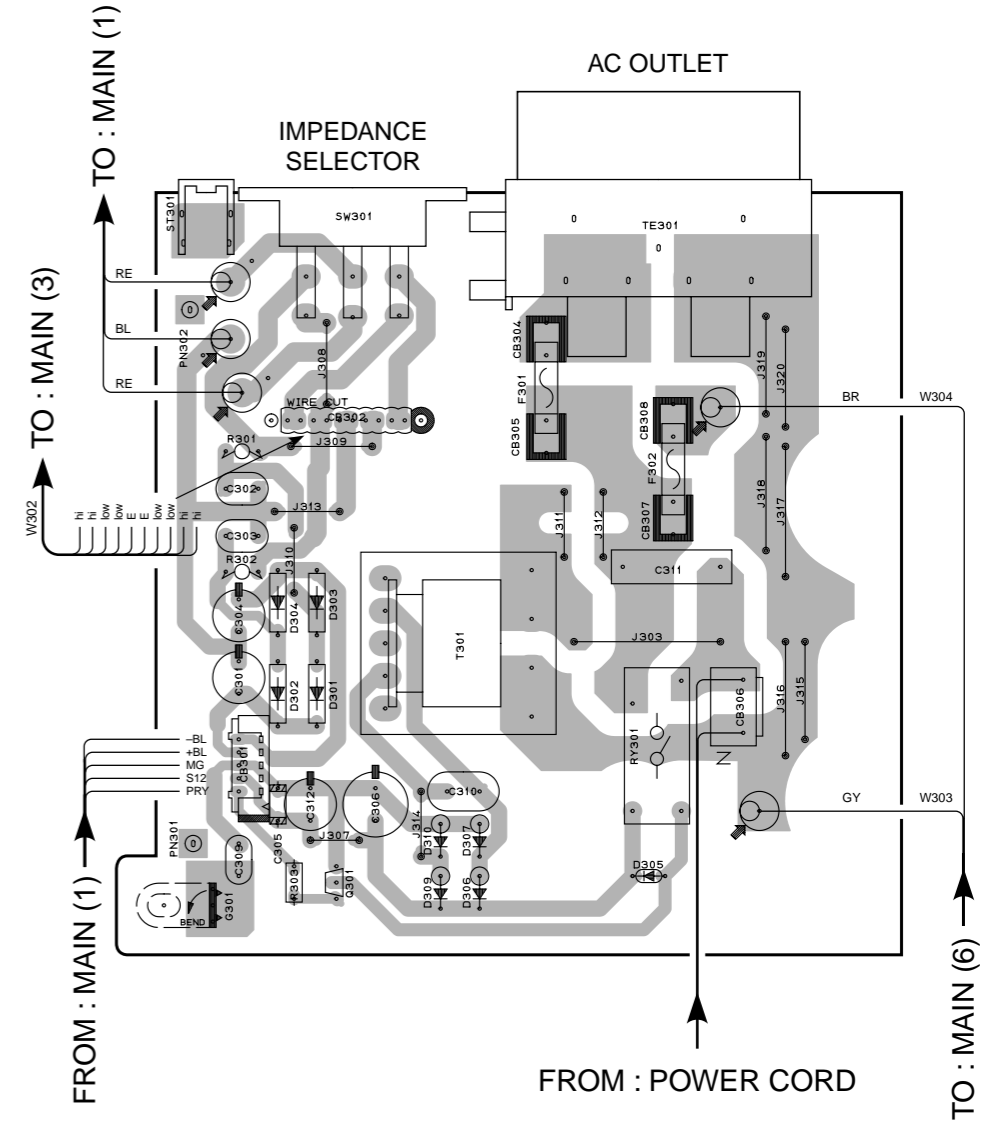 TO : MAIN (1)
AC OUTLET
IMPEDANCE
SELECTOR
ST301
SW301
TE301
TO : MAIN (3)
RE
BL
RE
PN302
J308
CB304
F301
CB305
J319
J320
BR
W304
CB308
F302
CB307
WIRE CUT
CB302
R301
J309
C302
J313
W302
hi
hi
low
low
E
E
low
low
hi
hi
C303
J310
R302
J311
J312
J318
J317
C311
C304
D304
D303
C301
D302
D301
T301
J303
RY301
CB306
N
J316
J315
–BL
+BL
MG
S12
PRY
CB301
C312
C306
C310
J314
D310
D307
D309
D306
J307
C305
PN301
C309
R303
Q301
D305
GY
W303
BEND
G301
FROM : MAIN (1)
FROM : POWER CORD
TO : MAIN (6)